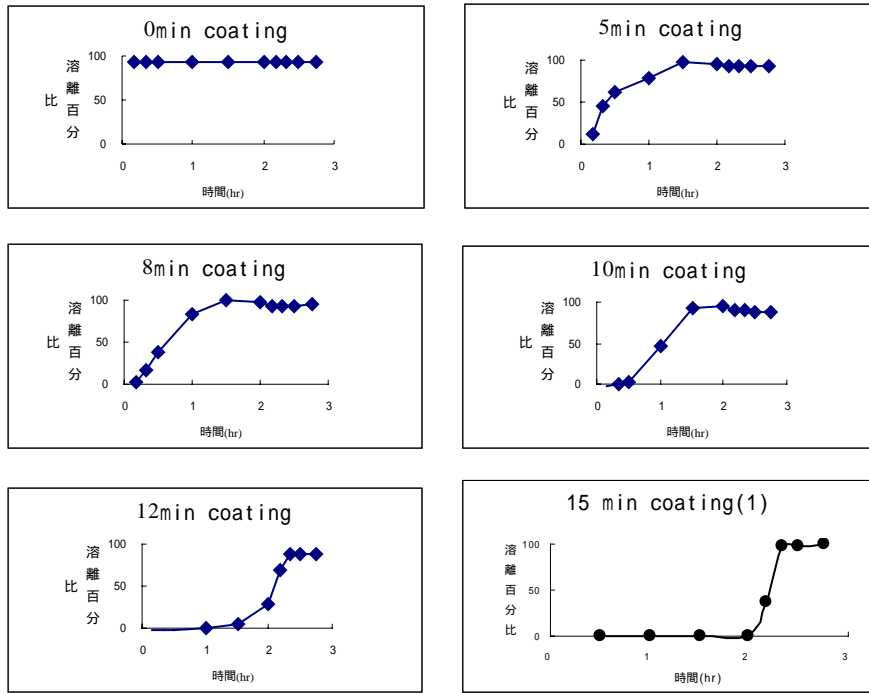 0min coating
溶離百分比
100
50
0
0 1 2 3
時間(hr)
5min coating
溶離百分比
100
50
0
0 1 2 3
時間(hr)
8min coating
溶離百分比
100
50
0
0 1 2 3
時間(hr)
10min coating
溶離百分比
100
50
0
0 1 2 3
時間(hr)
12min coating
溶離百分比
100
50
0
0 1 2 3
時間(hr)
15 min coating(1)
溶離百分比
100
50
0
0 1 2 3
時間(hr)